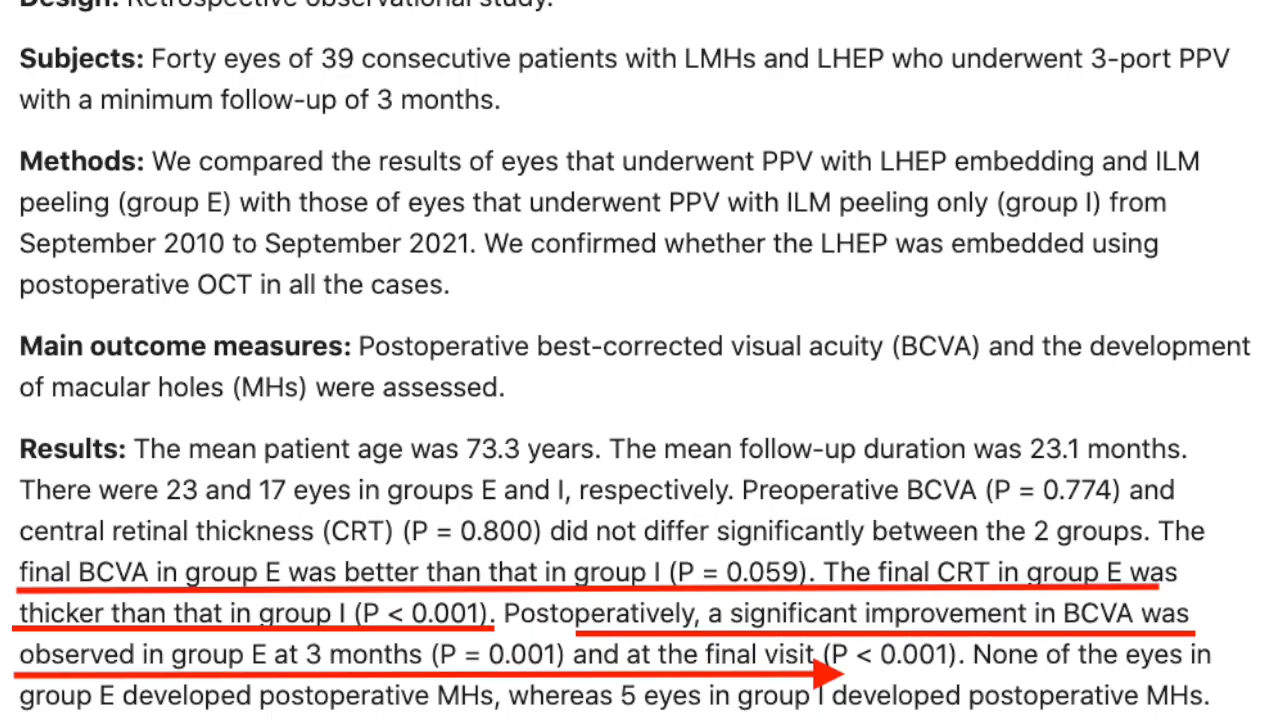 Design: Retrospective observational study.
Subjects: Forty eyes of 39 consecutive patients with LMHs and LHEP who underwent 3-port PPV
with a minimum follow-up of 3 months.
Methods: We compared the results of eyes that underwent PPV with LHEP embedding and ILM
peeling (group E) with those of eyes that underwent PPV with ILM peeling only (group I) from
September 2010 to September 2021. We confirmed whether the LHEP was embedded using
postoperative OCT in all the cases.
Main outcome measures: Postoperative best-corrected visual acuity (BCVA) and the development
of macular holes (MHs) were assessed.
Results: The mean patient age was 73.3 years. The mean follow-up duration was 23.1 months.
There were 23 and 17 eyes in groups E and I, respectively. Preoperative BCVA (P = 0.774) and
central retinal thickness (CRT) (P = 0.800) did not differ significantly between the 2 groups. The
final BCVA in group E was better than that in group I (P = 0.059). The final CRT in group E was
thicker than that in group I (P < 0.001). Postoperatively, a significant improvement in BCVA was
observed in group E at 3 months (P = 0.001) and at the final visit (P < 0.001). None of the eyes in
group E developed postoperative MHs, whereas 5 eyes in group I developed postoperative MHs.